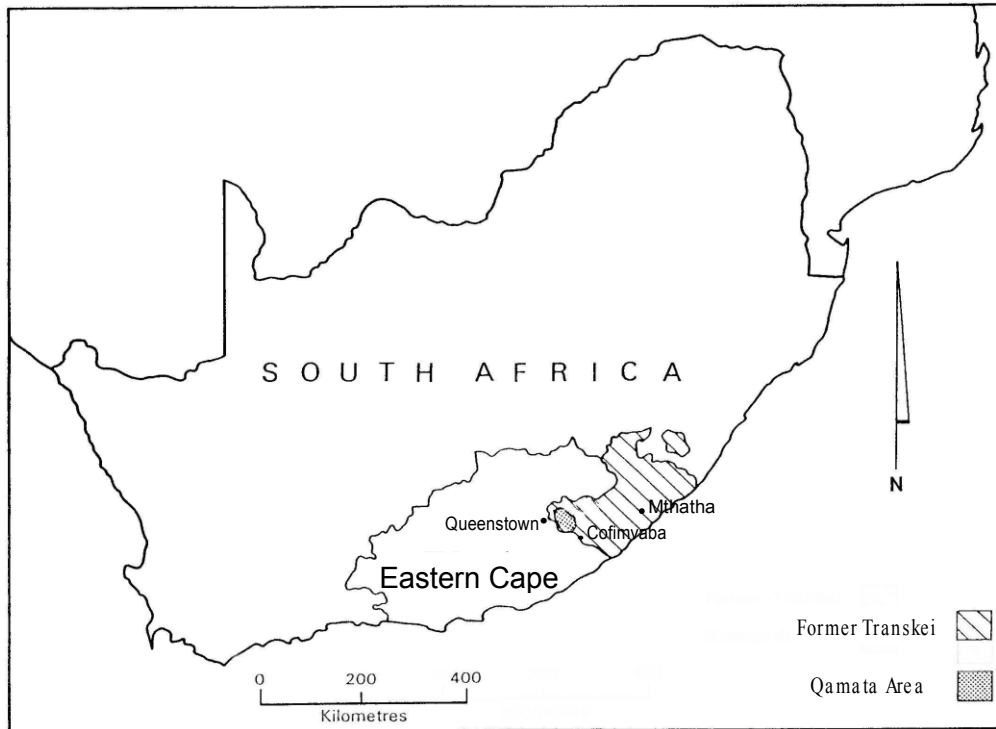 SOUTH AFRICA
Mthatha
Queenstown
Cofimvaba
Eastern Cape
N
Former Transkei
Qamata Area
0 200 400
Kilometres